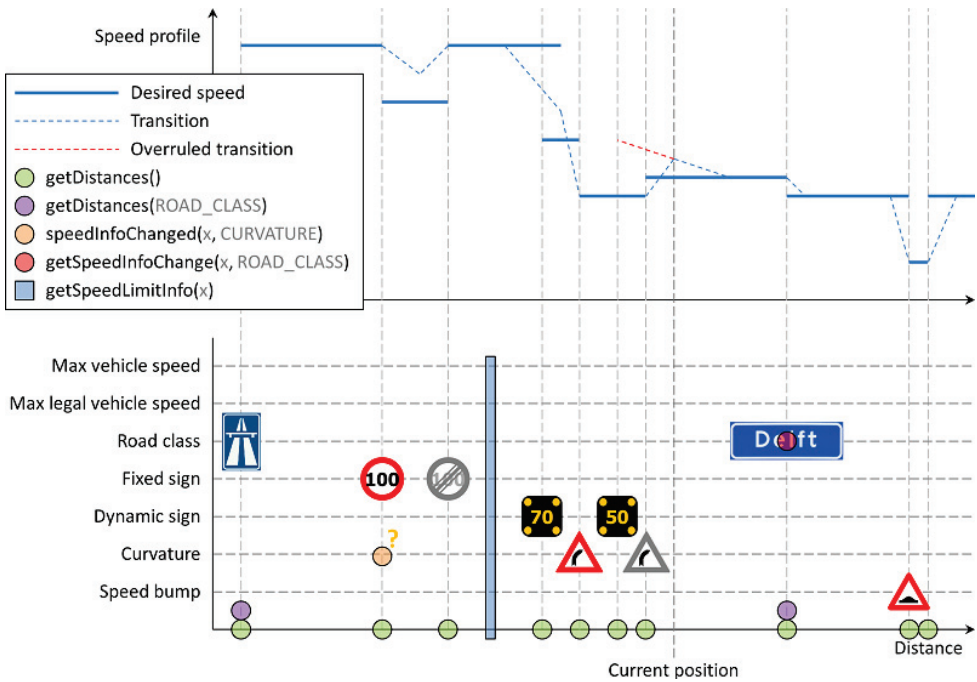 Speed profile
Desired speed
Transition
Overruled transition
getDistances()
getDistances(ROAD_CLASS)
speedInfoChanged(x, CURVATURE)
getSpeedInfoChange(x, ROAD_CLASS)
getSpeedLimitInfo(x)
Max vehicle speed
Max legal vehicle speed
Road class
Delft
Fixed sign
100
100
Dynamic sign
70
50
Curvature
?
Speed bump
Distance
Current position